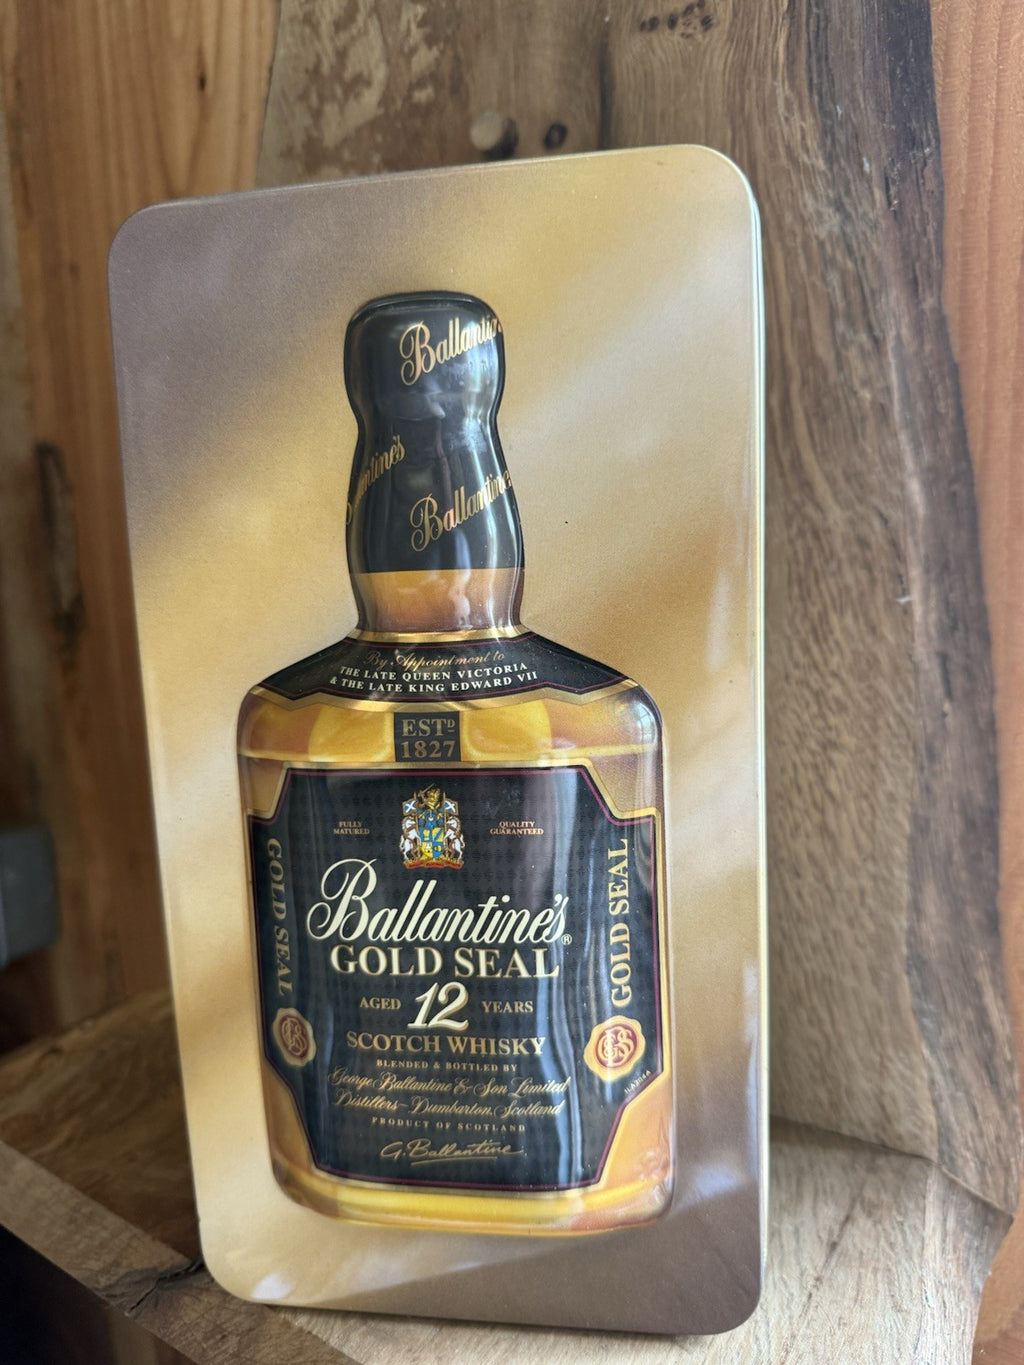 Ballantine
antine's
Ballantine
By Appointment to
THE LATE QUEEN VICTORIA
& THE LATE KING EDWARD VII
ESTD
1827
FULLY
MATURED
QUALITY
GUARANTEED
GOLD SEAL
GOLD SEAL
Ballantine's®
GOLD SEAL
AGED 12 YEARS
SCOTCH WHISKY
BLENDED & BOTTLED BY
George Ballantine & Son Limited
Distillers–Dumbarton, Scotland
PRODUCT OF SCOTLAND
G. Ballantine